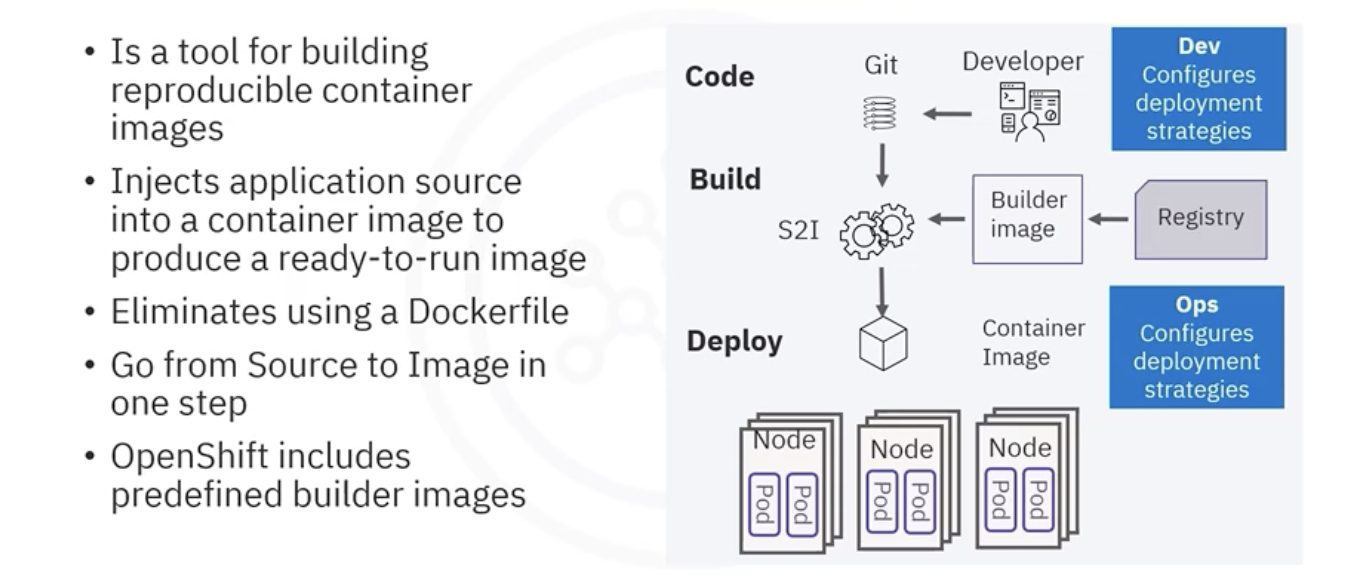 • Is a tool for building
reproducible container
images
• Injects application source
into a container image to
produce a ready-to-run image
• Eliminates using a Dockerfile
• Go from Source to Image in
one step
• OpenShift includes
predefined builder images
Code
Git
Developer
Dev
Configures
deployment
strategies
Build
S2I
Builder
image
Registry
Deploy
Container
Image
Ops
Configures
deployment
strategies
Node
Pod
Pod
Node
Pod
Pod
Node
Pod
Pod